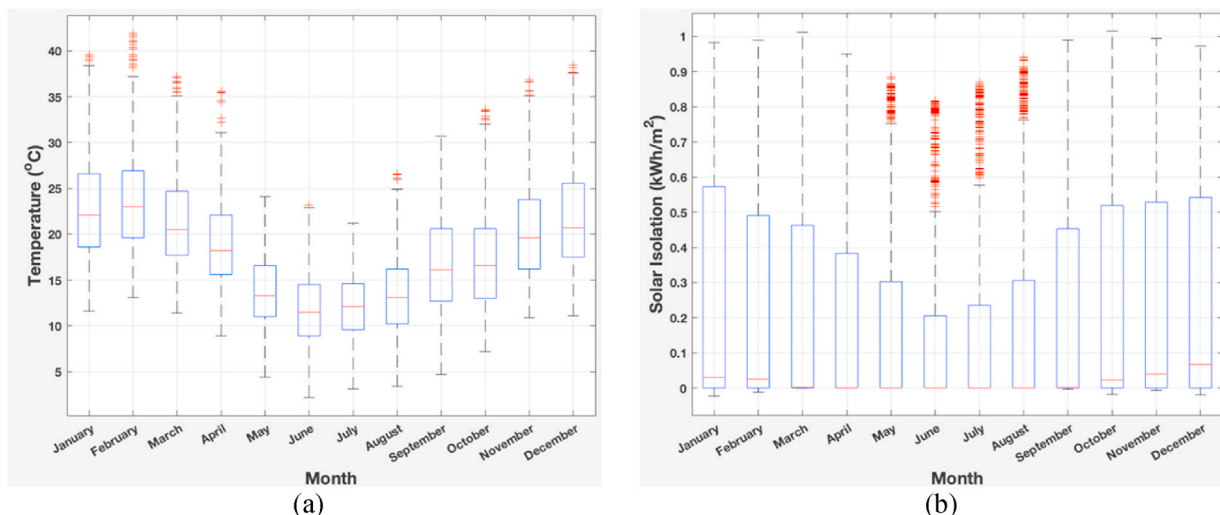 40
35
30
25
20
15
10
5
Temperature (°C)
January
February
March
April
May
June
July
August
September
October
November
December
Month
(a)
1
0.9
0.8
0.7
0.6
0.5
0.4
0.3
0.2
0.1
0
Solar Isolation (kWh/m²)
January
February
March
April
May
June
July
August
September
October
November
December
Month
(b)